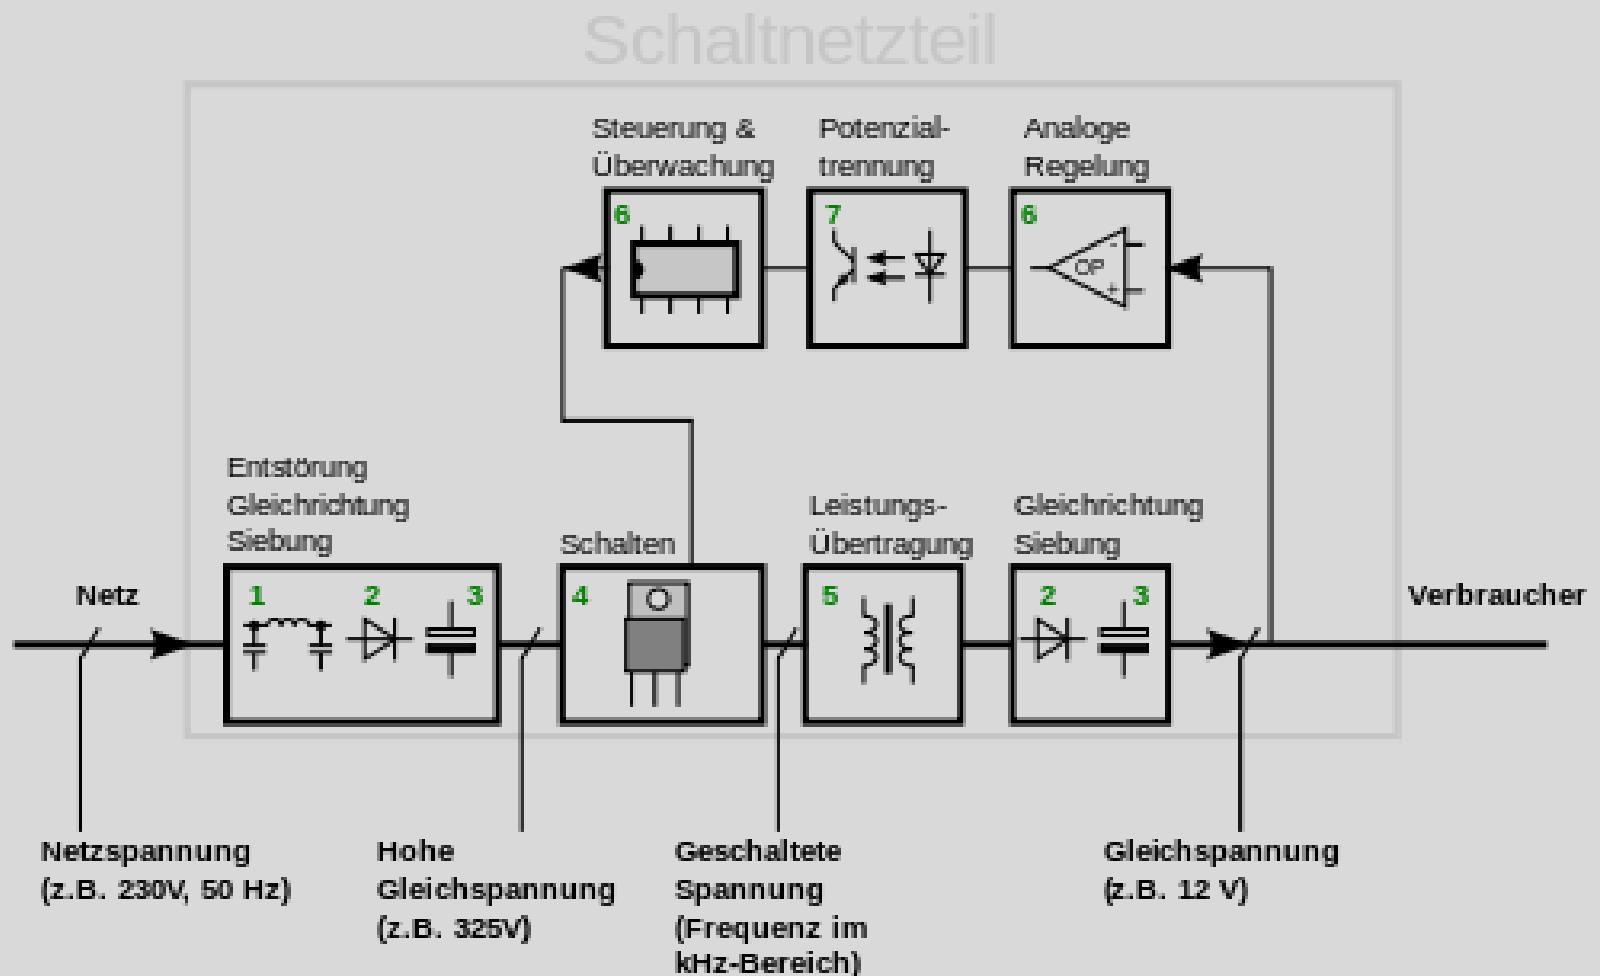 Schaltnetzteil
Steuerung &
Überwachung
Potenzial-
trennung
Analoge
Regelung
6
7
6
OP
-
+
Entstörung
Gleichrichtung
Siebung
Schalten
Leistungs-
Übertragung
Gleichrichtung
Siebung
Netz
1
2
3
4
5
2
3
Verbraucher
Netzspannung
(z.B. 230V, 50 Hz)
Hohe
Gleichspannung
(z.B. 325V)
Geschaltete
Spannung
(Frequenz im
kHz-Bereich)
Gleichspannung
(z.B. 12 V)